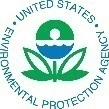 UNITED STATES
ENVIRONMENTAL PROTECTION AGENCY